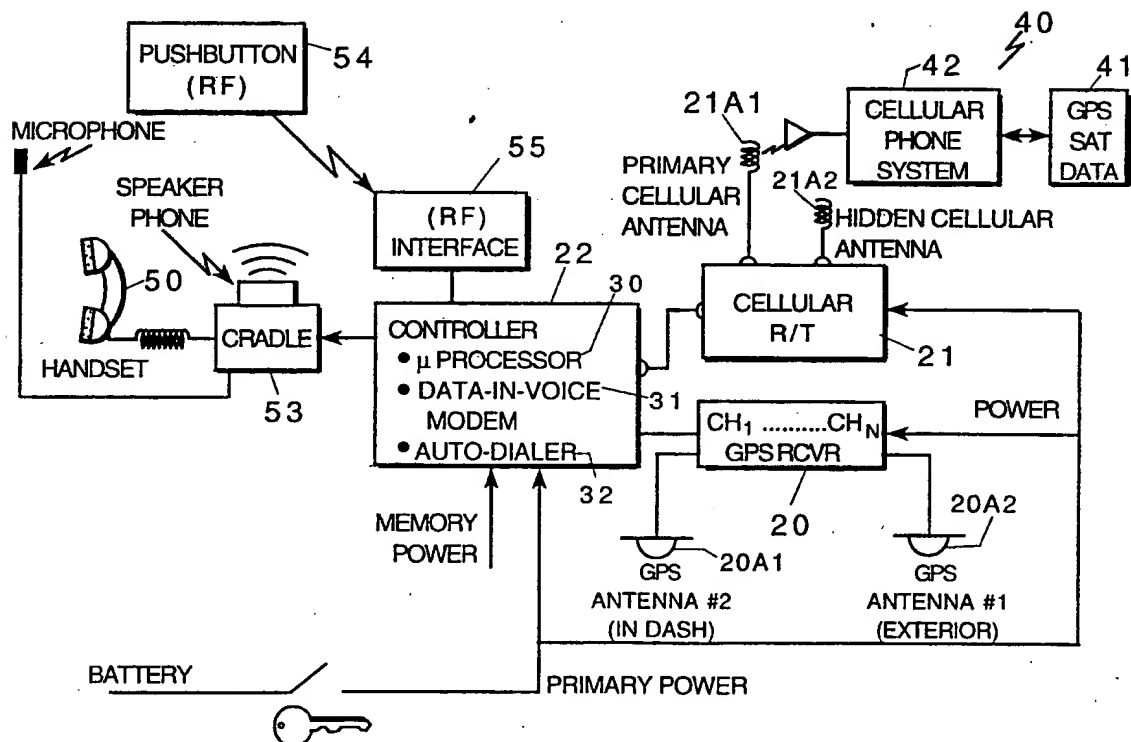 PUSHBUTTON
(RF)
54
MICROPHONE
SPEAKER
PHONE
50
HANDSET
CRADLE
53
55
(RF)
INTERFACE
22
CONTROLLER
• μ PROCESSOR
30
• DATA-IN-VOICE
MODEM
31
• AUTO-DIALER
32
MEMORY
POWER
40
42
41
CELLULAR
PHONE
SYSTEM
GPS
SAT
DATA
21A1
PRIMARY
CELLULAR
ANTENNA
21A2
HIDDEN CELLULAR
ANTENNA
CELLULAR
R/T
21
POWER
CH1 ..........CHN
GPS RCVR
20
20A1
GPS
ANTENNA #2
(IN DASH)
20A2
GPS
ANTENNA #1
(EXTERIOR)
BATTERY
PRIMARY POWER